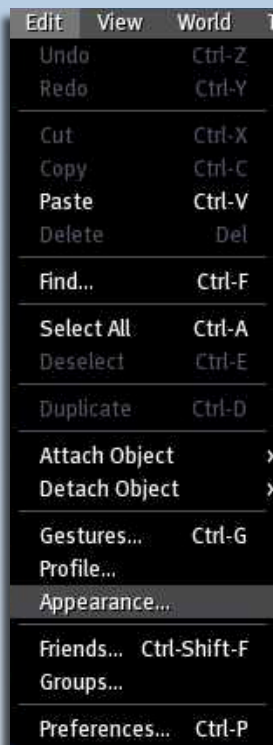 Edit View World T
Undo Ctrl-Z
Redo Ctrl-Y
Cut Ctrl-X
Copy Ctrl-C
Paste Ctrl-V
Delete Del
Find... Ctrl-F
Select All Ctrl-A
Deselect Ctrl-E
Duplicate Ctrl-D
Attach Object
Detach Object
Gestures... Ctrl-G
Profile...
Appearance...
Friends... Ctrl-Shift-F
Groups...
Preferences... Ctrl-P